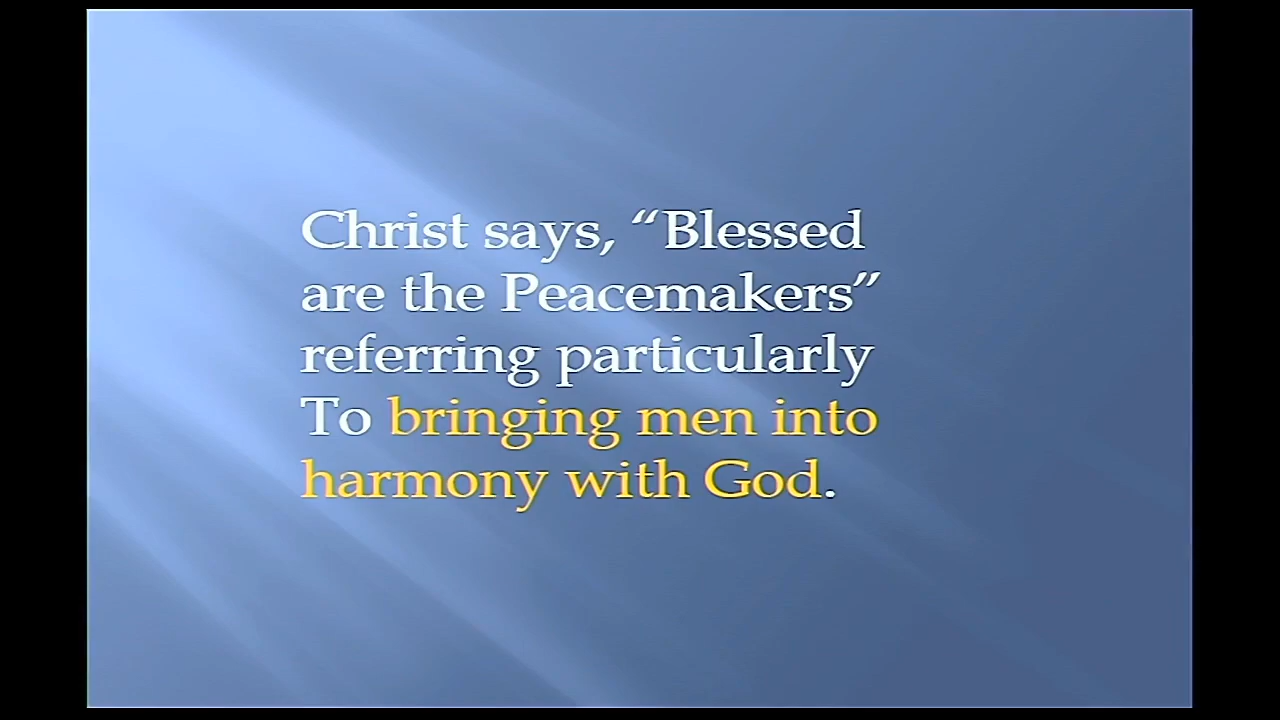 Christ says, “Blessed
are the Peacemakers”
referring particularly
To bringing men into
harmony with God.